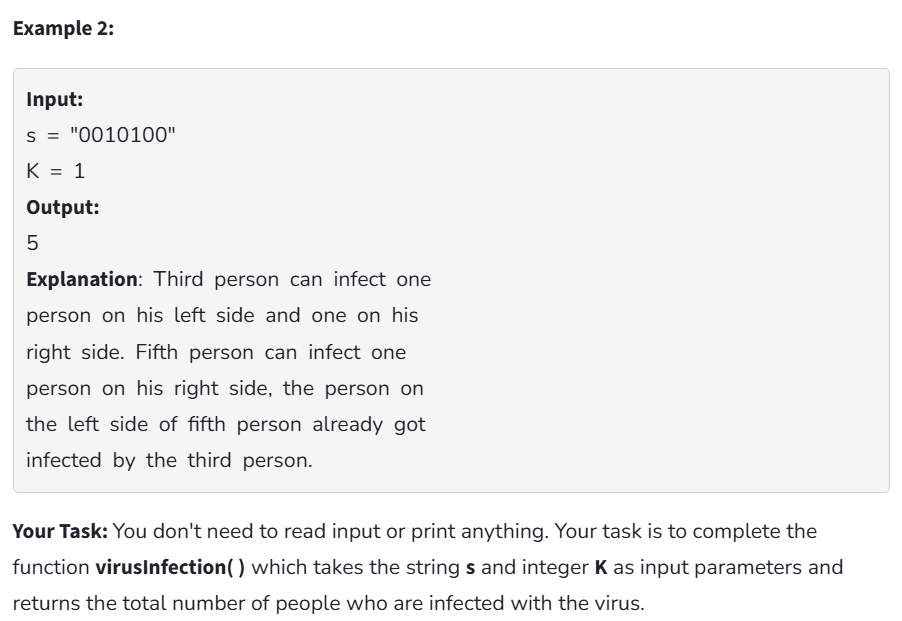 Example 2:
Input:
s = "0010100"
K = 1
Output:
5
Explanation: Third person can infect one
person on his left side and one on his
right side. Fifth person can infect one
person on his right side, the person on
the left side of fifth person already got
infected by the third person.
Your Task: You don't need to read input or print anything. Your task is to complete the
function virusInfection( ) which takes the string s and integer K as input parameters and
returns the total number of people who are infected with the virus.